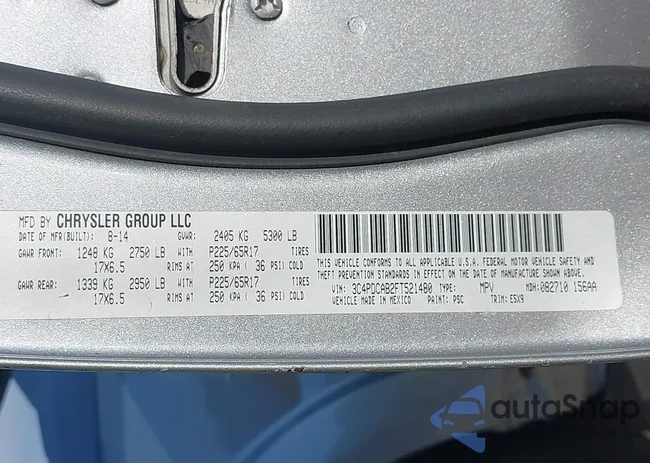 MFD BY CHRYSLER GROUP LLC
DATE OF MFR(BUILT): 8-14 GVWR: 2405 KG 5300 LB
GAWR FRONT: 1248 KG 2750 LB WITH P225/65R17 TIRES
17X6.5 RIMS AT 250 KPA ( 36 PSI) COLD
GAWR REAR: 1339 KG 2950 LB WITH P225/65R17 TIRES
17X6.5 RIMS AT 250 KPA ( 36 PSI) COLD
THIS VEHICLE CONFORMS TO ALL APPLICABLE U.S.A. FEDERAL MOTOR VEHICLE SAFETY AND
THEFT PREVENTION STANDARDS IN EFFECT ON THE DATE OF MANUFACTURE SHOWN ABOVE.
VIN: 3C4PDCAB2FT521480 TYPE: MPV MDH: 082710 156AA
VEHICLE MADE IN MEXICO PAINT: PSC TRIM: E5X9
autoSnap